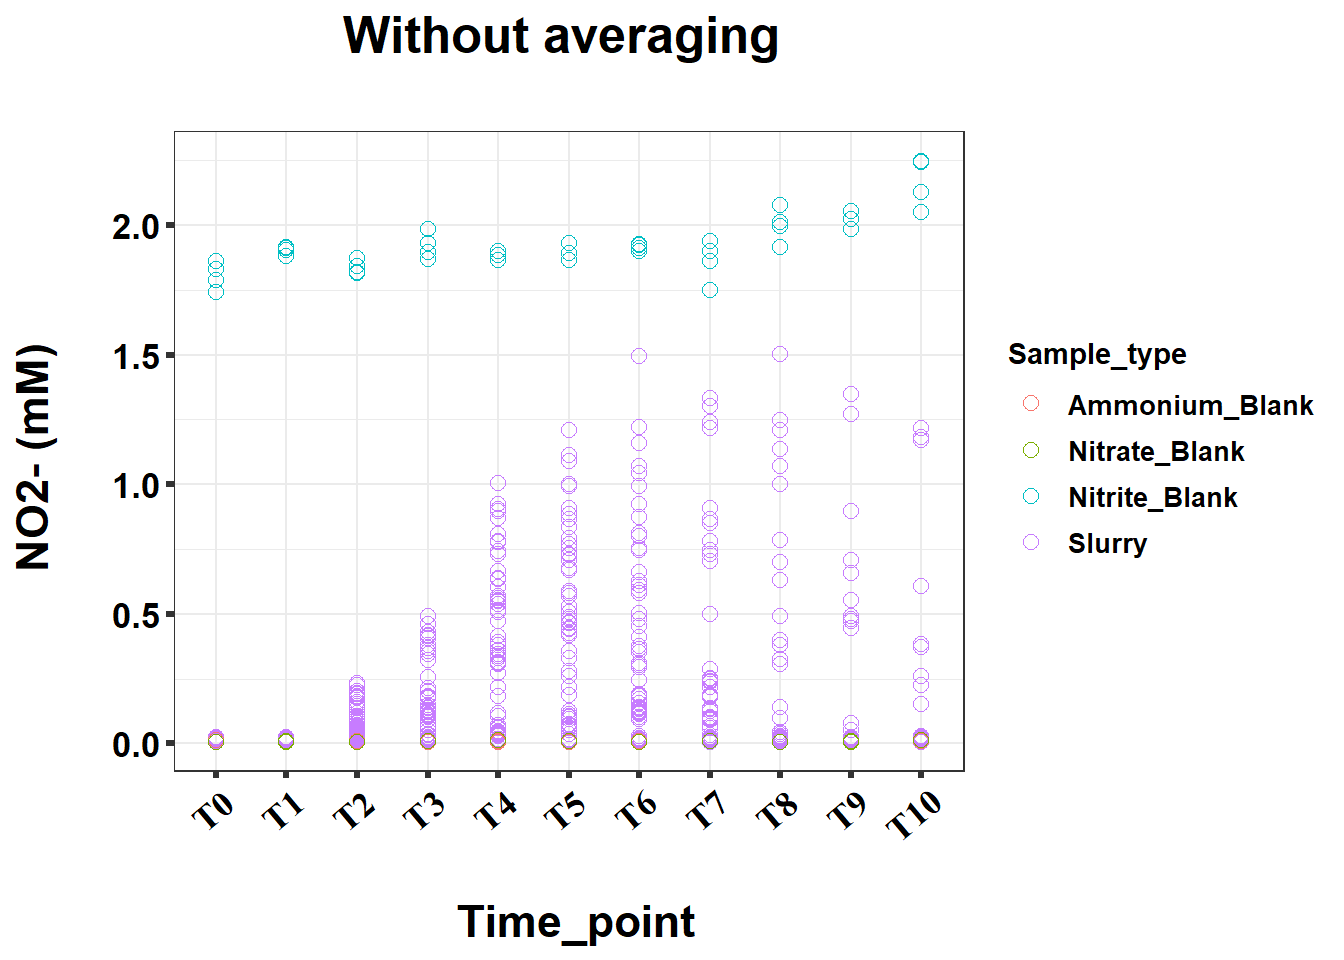 Without averaging
NO2- (mM)
2.0
1.5
1.0
0.5
0.0
T0 T1 T2 T3 T4 T5 T6 T7 T8 T9 T10
Time_point
Sample_type
Ammonium_Blank
Nitrate_Blank
Nitrite_Blank
Slurry